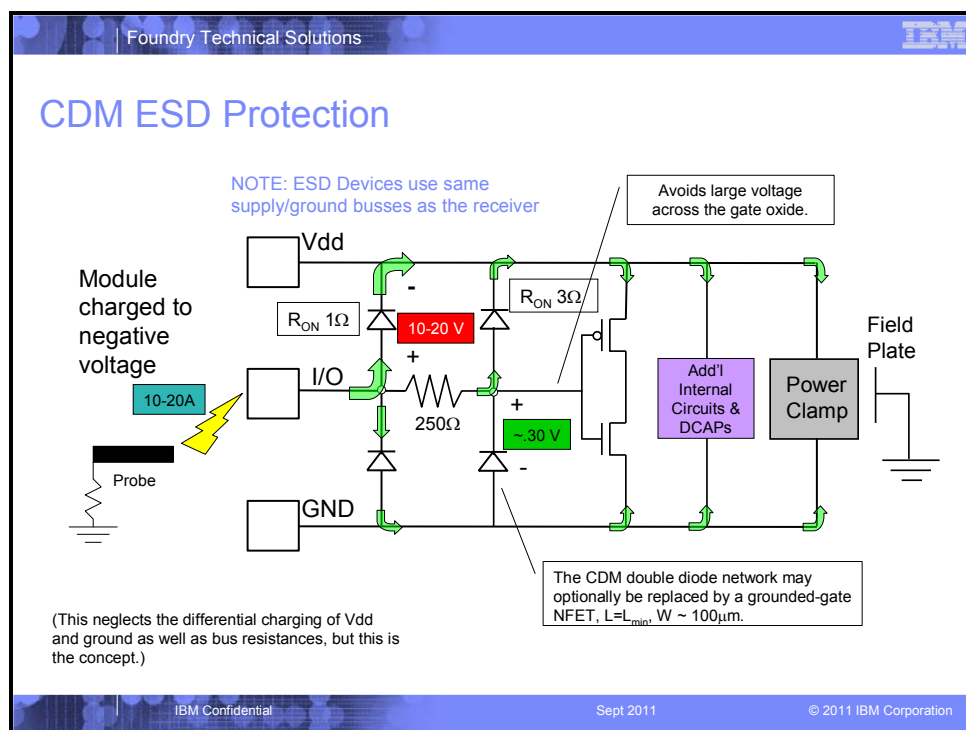 Foundry Technical Solutions
IBM
CDM ESD Protection
NOTE: ESD Devices use same
supply/ground busses as the receiver
Avoids large voltage
across the gate oxide.
Vdd
Module
charged to
negative
voltage
RON 1Ω
-
10-20 V
RON 3Ω
+
I/O
10-20A
250Ω
+
~.30 V
-
Add'l
Internal
Circuits &
DCAPs
Power
Clamp
Field
Plate
Probe
GND
The CDM double diode network may
optionally be replaced by a grounded-gate
NFET, L=Lmin, W ~ 100μm.
(This neglects the differential charging of Vdd
and ground as well as bus resistances, but this is
the concept.)
IBM Confidential
Sept 2011
© 2011 IBM Corporation